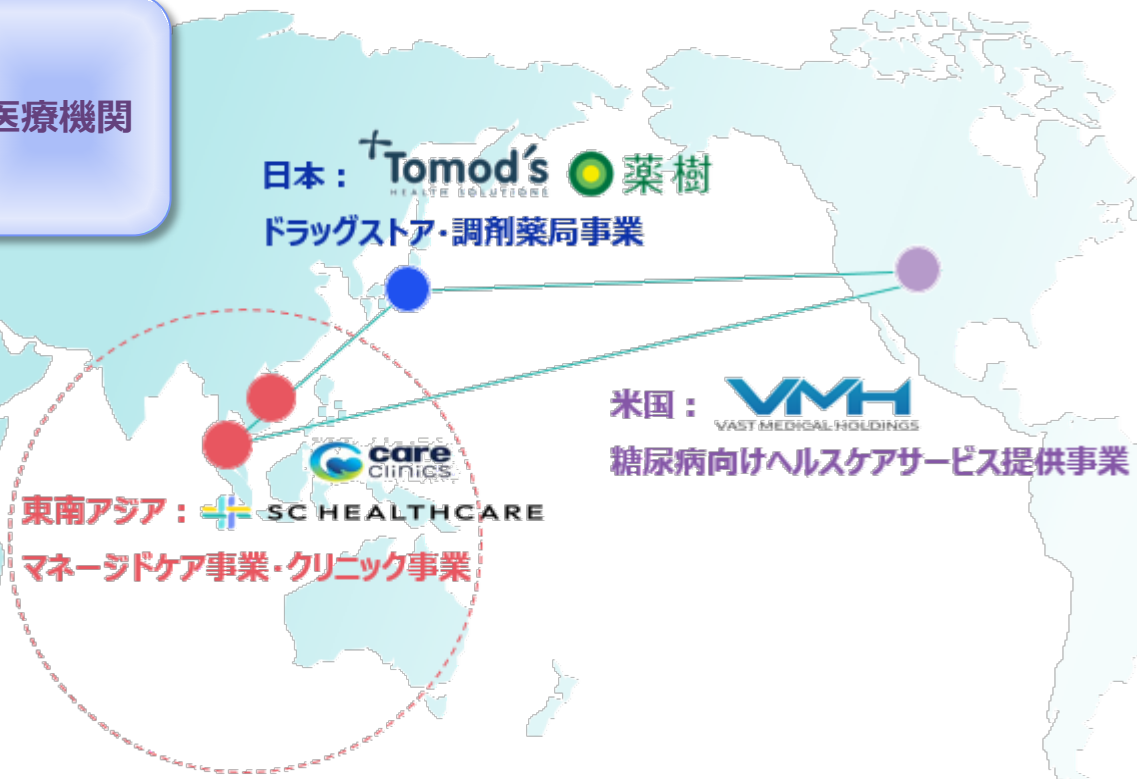 医療機関
日本： Tomod's 薬樹
HEALTH SOLUTIONS
ドラッグストア・調剤薬局事業
米国： VMH
VAST MEDICAL HOLDINGS
糖尿病向けヘルスケアサービス提供事業
care
clinics
東南アジア： SC HEALTHCARE
マネージドケア事業・クリニック事業